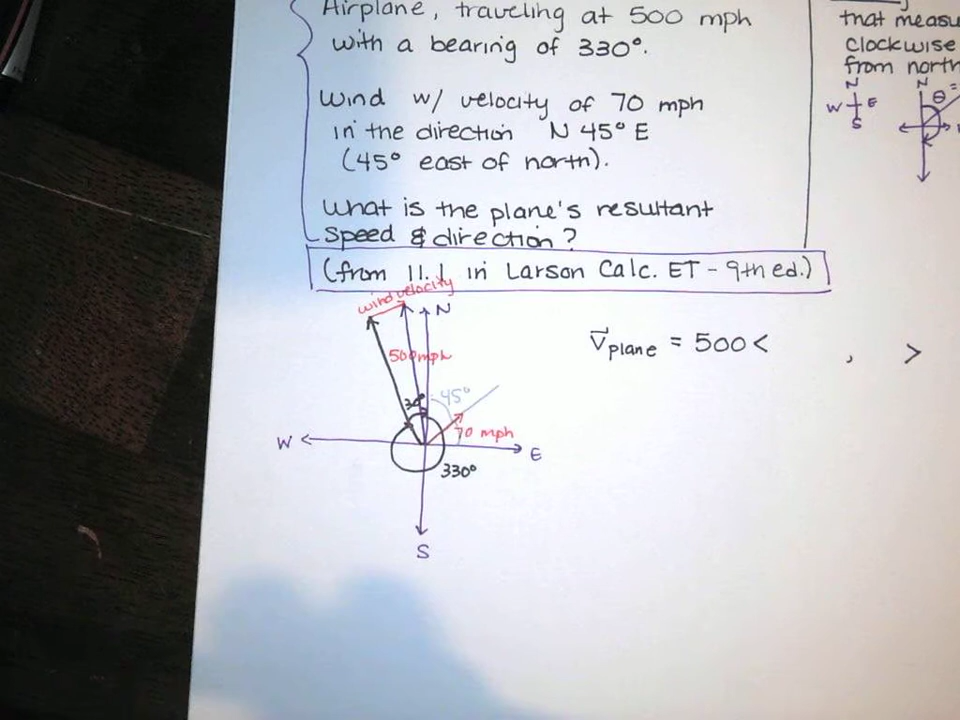 Airplane, traveling at 500 mph
with a bearing of 330°.
Wind w/ velocity of 70 mph
in the direction N 45° E
(45° east of north).
What is the plane's resultant
speed & direction?
(from 11.1 in Larson Calc. ET - 9th ed.)
that
clockwise
from north
N
W E
S
N
θ =
wind velocity
N
500 mph
30°
45°
70 mph
W
E
330°
S
V⃗plane = 500 < , >